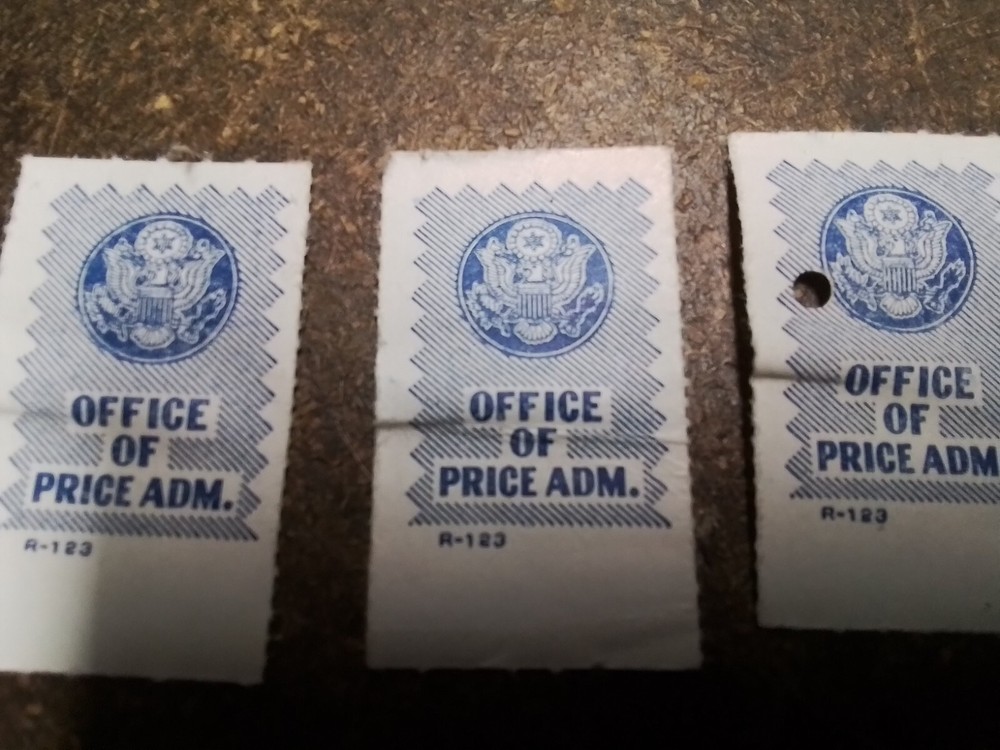 OFFICE
OF
PRICE ADM.
R-123
OFFICE
OF
PRICE ADM.
R-123
OFFICE
OF
PRICE ADM
R-123